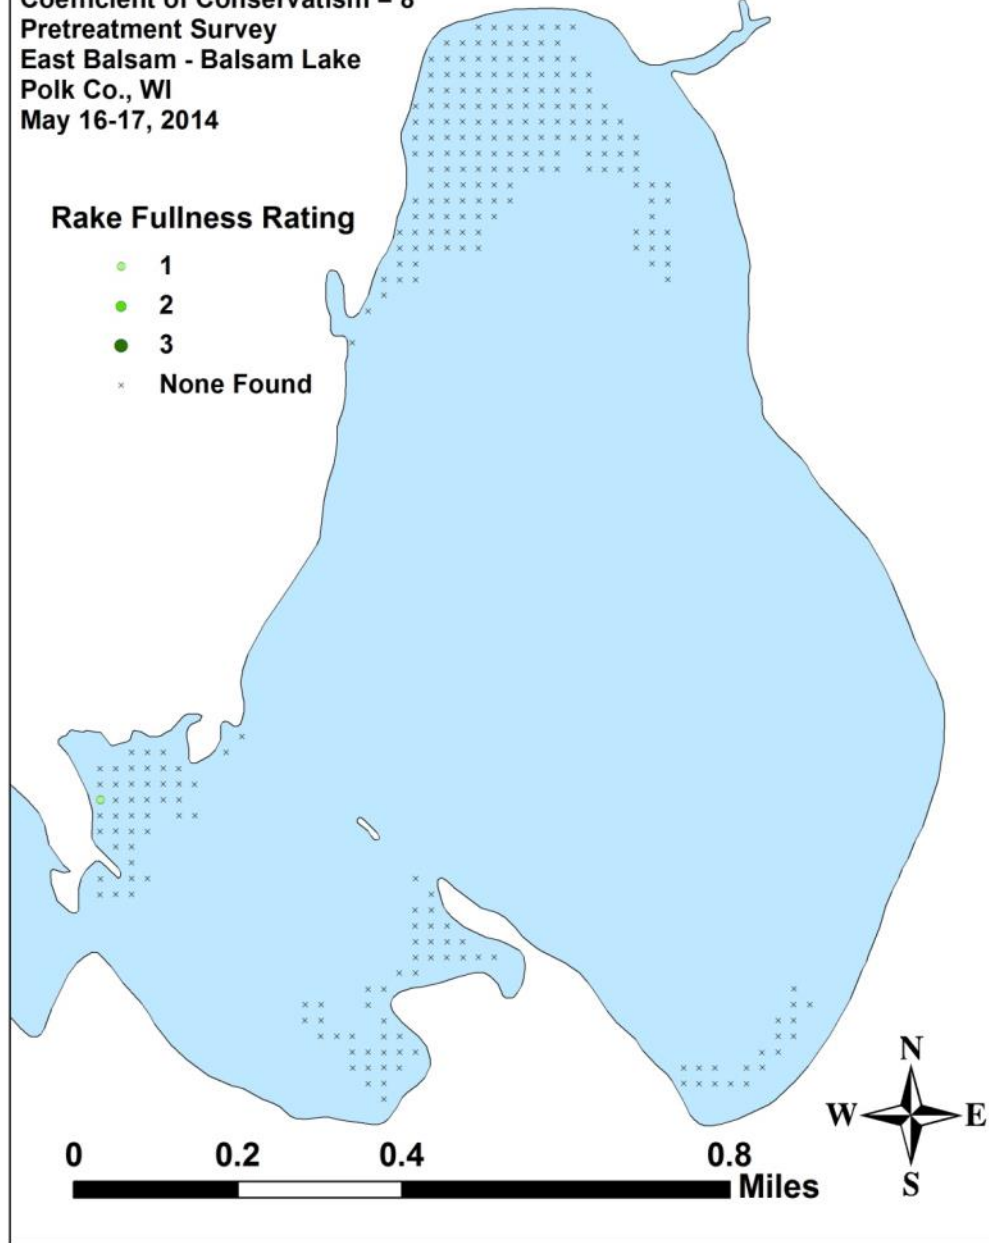 Coefficient of Conservatism = 8
Pretreatment Survey
East Balsam - Balsam Lake
Polk Co., WI
May 16-17, 2014
Rake Fullness Rating
1
2
3
None Found
N
W E
S
0 0.2 0.4 0.8
Miles